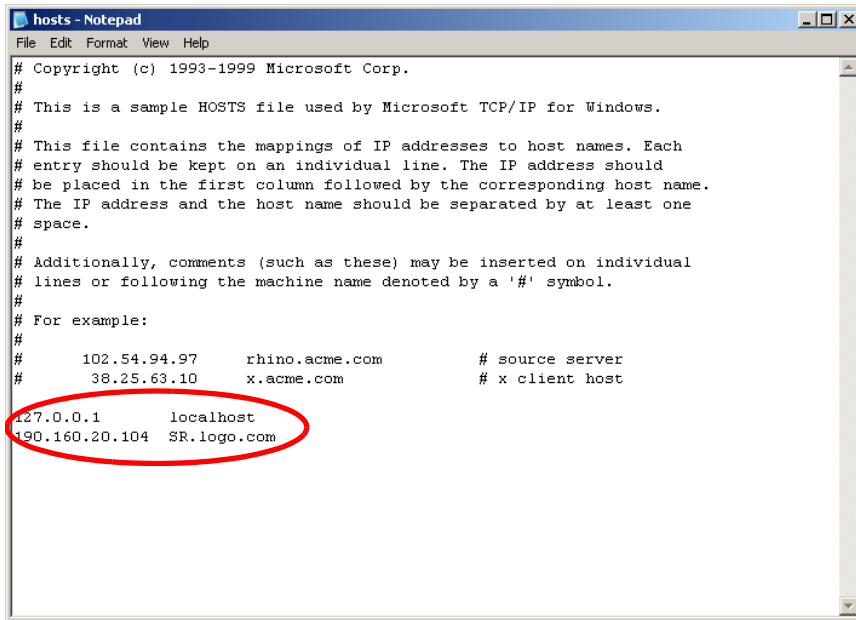 hosts - Notepad
File Edit Format View Help
# Copyright (c) 1993-1999 Microsoft Corp.
#
# This is a sample HOSTS file used by Microsoft TCP/IP for Windows.
#
# This file contains the mappings of IP addresses to host names. Each
# entry should be kept on an individual line. The IP address should
# be placed in the first column followed by the corresponding host name.
# The IP address and the host name should be separated by at least one
# space.
#
# Additionally, comments (such as these) may be inserted on individual
# lines or following the machine name denoted by a '#' symbol.
#
# For example:
#
#      102.54.94.97     rhino.acme.com          # source server
#       38.25.63.10     x.acme.com              # x client host

127.0.0.1       localhost
190.160.20.104  SR.logo.com